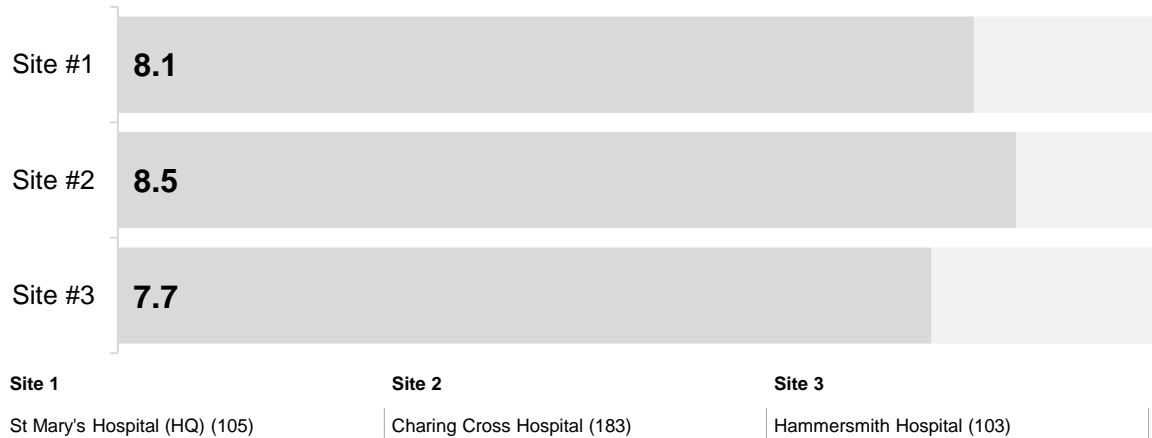 Site #1 8.1
Site #2 8.5
Site #3 7.7
Site 1 Site 2 Site 3
St Mary's Hospital (HQ) (105) Charing Cross Hospital (183) Hammersmith Hospital (103)